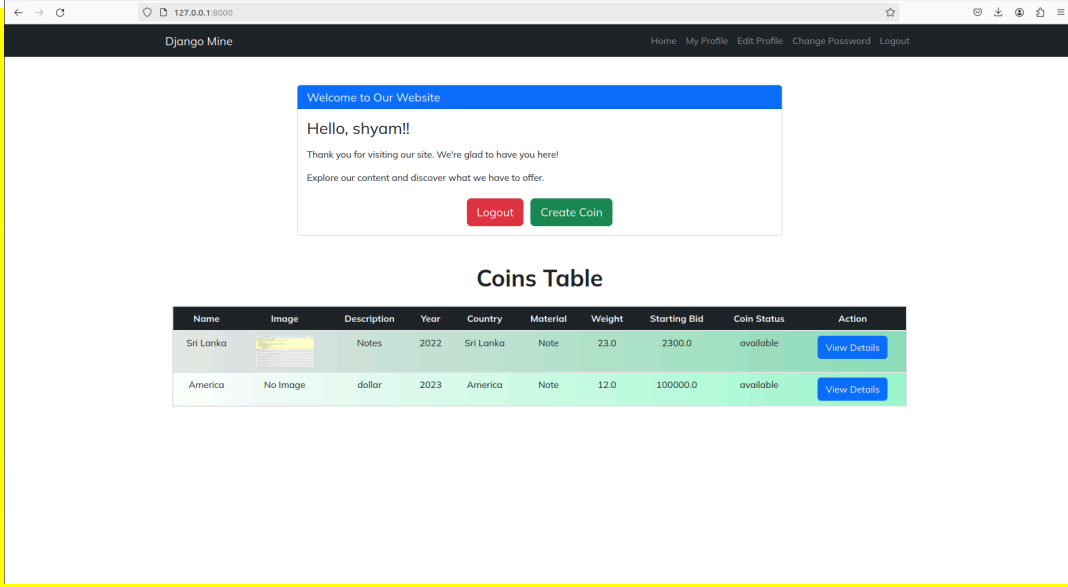 127.0.0.1:8000
Django Mine Home My Profile Edit Profile Change Password Logout
Welcome to Our Website
Hello, shyam!!
Thank you for visiting our site. We're glad to have you here!
Explore our content and discover what we have to offer.
Logout Create Coin
Coins Table
Name Image Description Year Country Material Weight Starting Bid Coin Status Action
Sri Lanka Notes 2022 Sri Lanka Note 23.0 2300.0 available View Details
America No Image dollar 2023 America Note 12.0 100000.0 available View Details